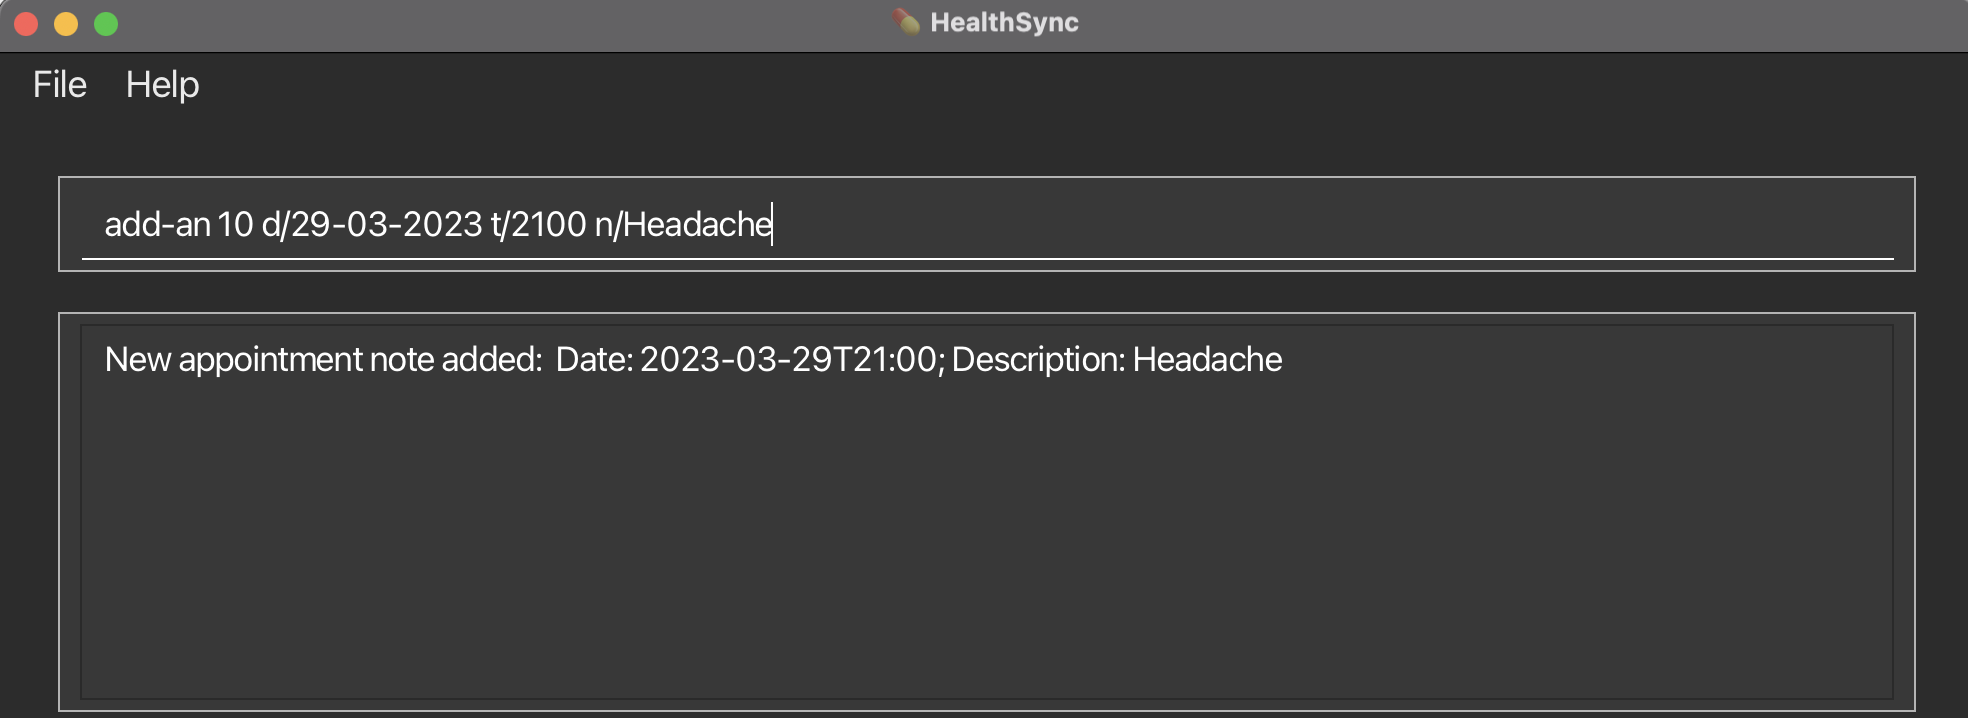 HealthSync
File Help
add-an 10 d/29-03-2023 t/2100 n/Headache
New appointment note added:  Date: 2023-03-29T21:00; Description: Headache